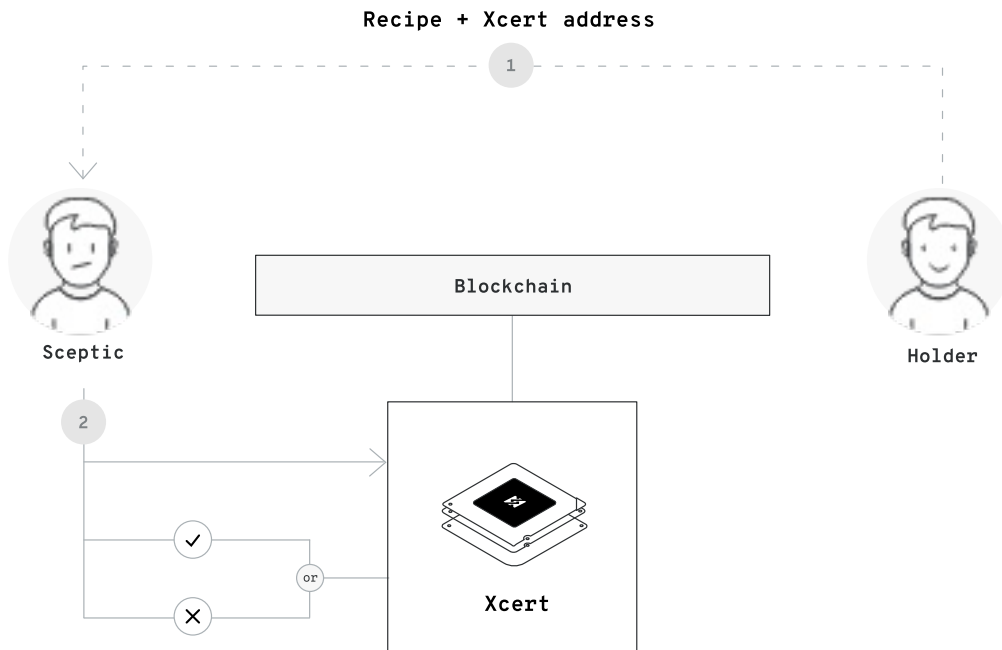 Recipe + Xcert address
1
Blockchain
Sceptic
Holder
2
or
Xcert